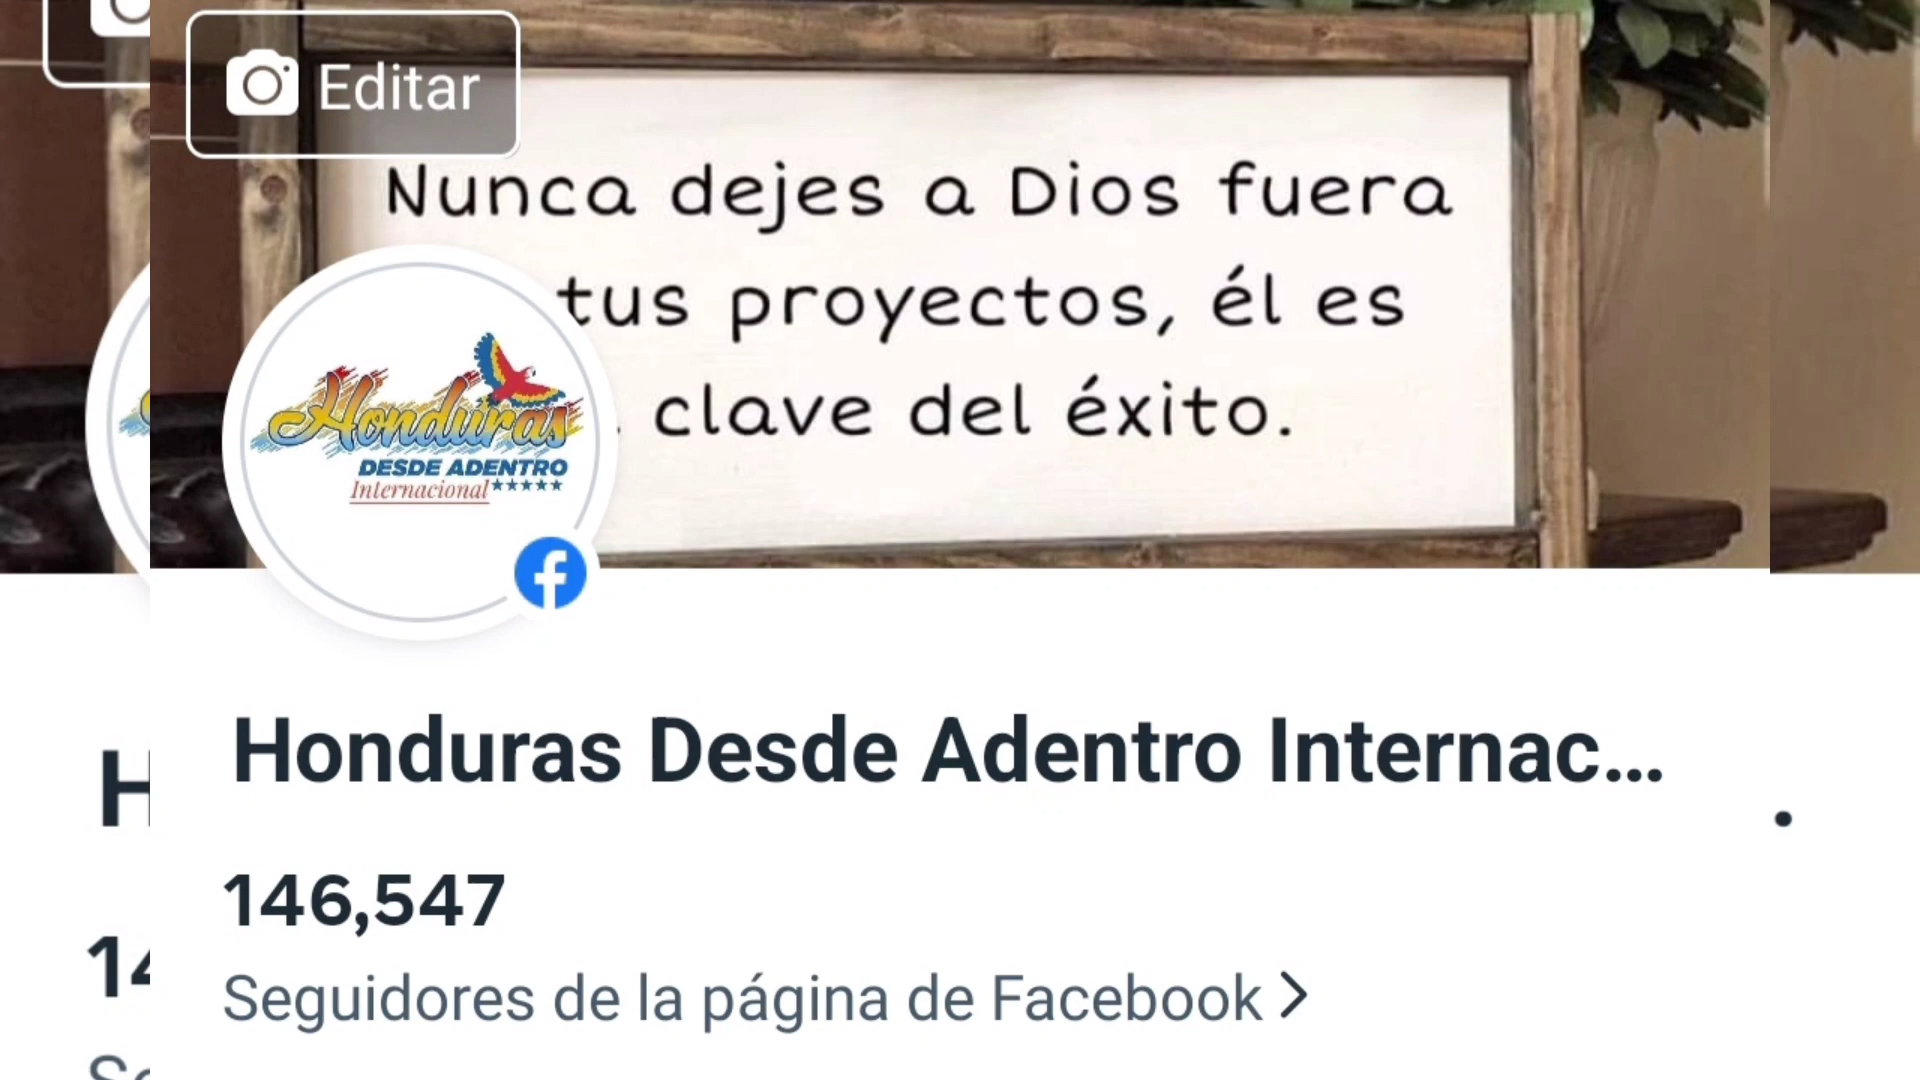 Editar
Nunca dejes a Dios fuera
tus proyectos, él es
clave del éxito.
Honduras
DESDE ADENTRO
Internacional
Honduras Desde Adentro Internac...
146,547
Seguidores de la página de Facebook